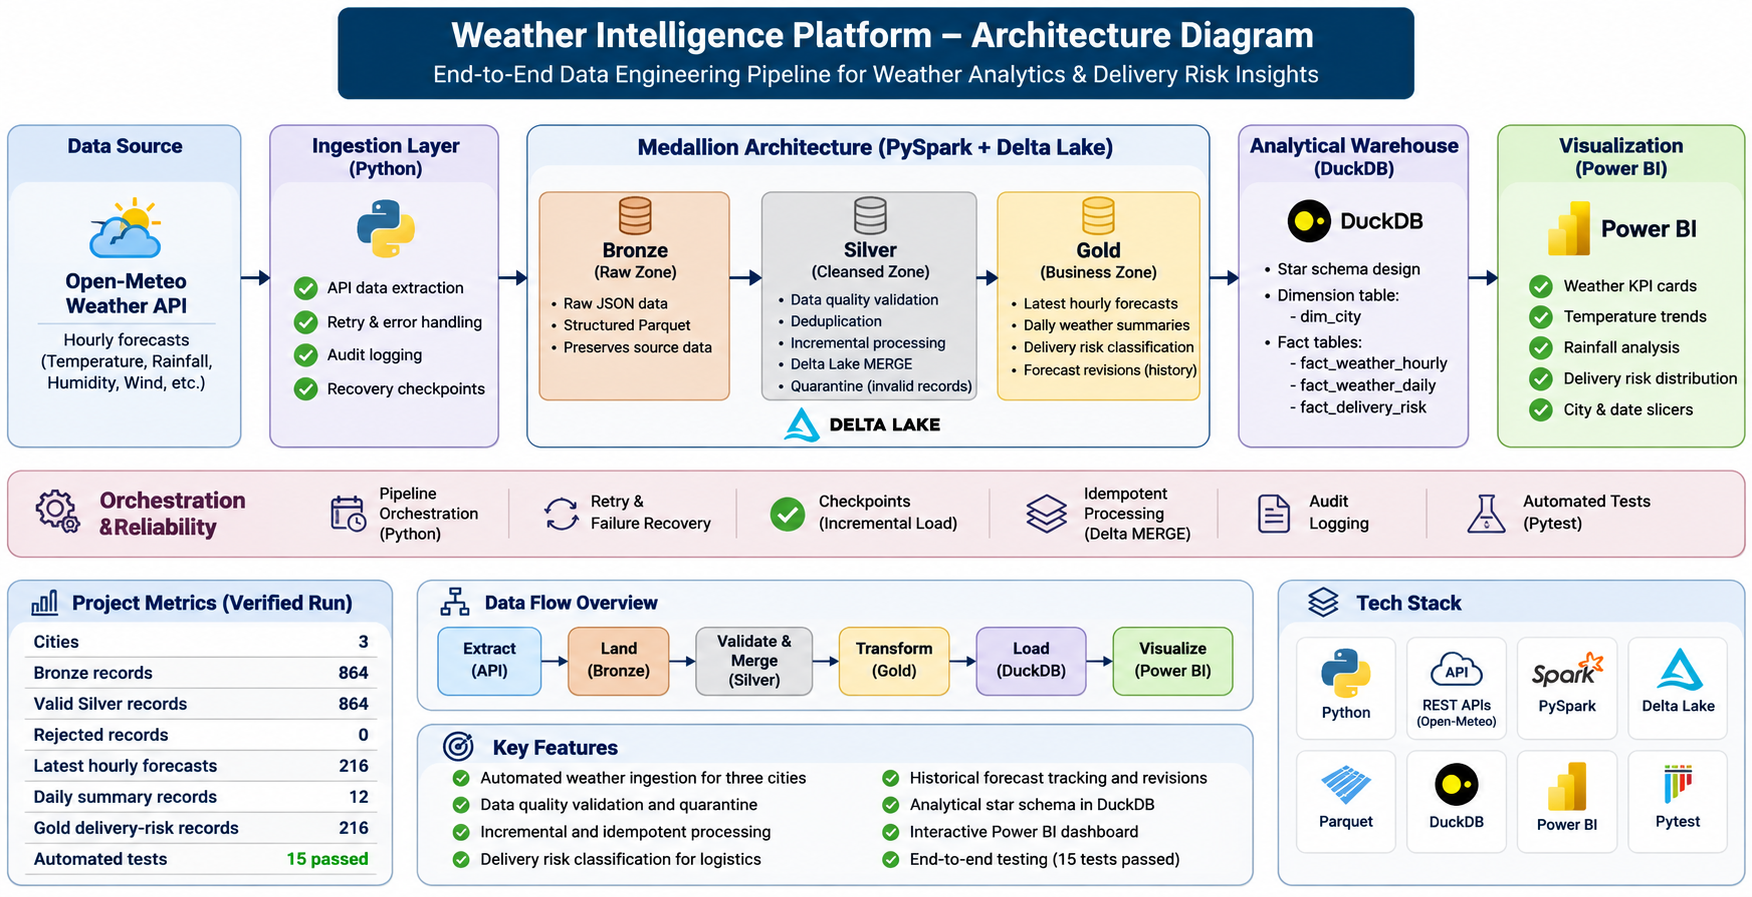 Weather Intelligence Platform – Architecture Diagram
End-to-End Data Engineering Pipeline for Weather Analytics & Delivery Risk Insights
Data Source
Open-Meteo
Weather API
Hourly forecasts
(Temperature, Rainfall,
Humidity, Wind, etc.)
Ingestion Layer
(Python)
API data extraction
Retry & error handling
Audit logging
Recovery checkpoints
Medallion Architecture (PySpark + Delta Lake)
Bronze
(Raw Zone)
• Raw JSON data
• Structured Parquet
• Preserves source data
Silver
(Cleansed Zone)
• Data quality validation
• Deduplication
• Incremental processing
• Delta Lake MERGE
• Quarantine (invalid records)
Gold
(Business Zone)
• Latest hourly forecasts
• Daily weather summaries
• Delivery risk classification
• Forecast revisions (history)
DELTA LAKE
Analytical Warehouse
(DuckDB)
DuckDB
• Star schema design
• Dimension table:
- dim_city
• Fact tables:
- fact_weather_hourly
- fact_weather_daily
- fact_delivery_risk
Visualization
(Power BI)
Power BI
Weather KPI cards
Temperature trends
Rainfall analysis
Delivery risk distribution
City & date slicers
Orchestration
&Reliability
Pipeline
Orchestration
(Python)
Retry &
Failure Recovery
Checkpoints
(Incremental Load)
Idempotent
Processing
(Delta MERGE)
Audit
Logging
Automated Tests
(Pytest)
Project Metrics (Verified Run)
Cities 3
Bronze records 864
Valid Silver records 864
Rejected records 0
Latest hourly forecasts 216
Daily summary records 12
Gold delivery-risk records 216
Automated tests 15 passed
Data Flow Overview
Extract
(API)
Land
(Bronze)
Validate &
Merge
(Silver)
Transform
(Gold)
Load
(DuckDB)
Visualize
(Power BI)
Key Features
Automated weather ingestion for three cities
Data quality validation and quarantine
Incremental and idempotent processing
Delivery risk classification for logistics
Historical forecast tracking and revisions
Analytical star schema in DuckDB
Interactive Power BI dashboard
End-to-end testing (15 tests passed)
Tech Stack
Python
API
REST APIs
(Open-Meteo)
Spark
PySpark
Delta Lake
Parquet
DuckDB
Power BI
Pytest